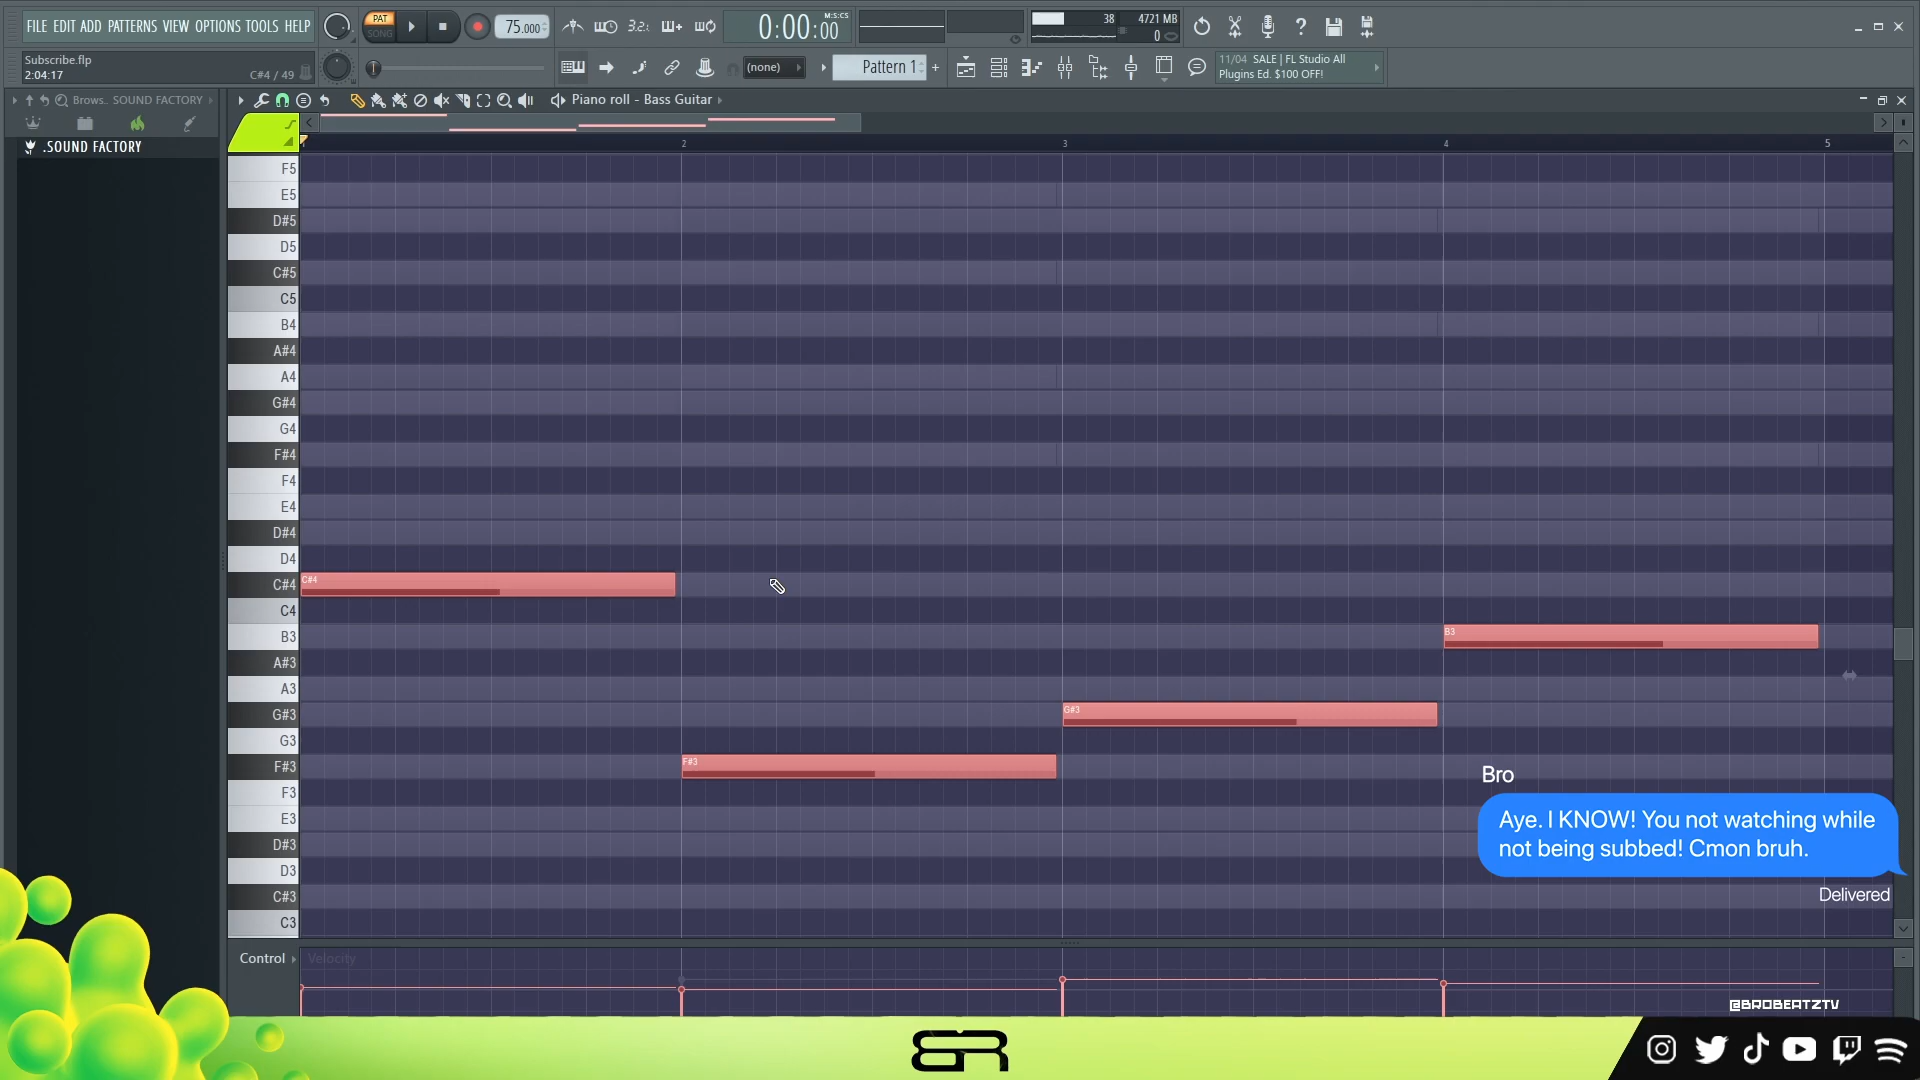 FILE EDIT ADD PATTERNS VIEW OPTIONS TOOLS HELP
PAT
SONG
75.000
3.2.:
0:00:00
M:S:CS
38
4721 MB
0
?
Subscribe.flp
2:04:17
C#4 / 49
(none)
Pattern 1
+
11/04 SALE | FL Studio All
Plugins Ed. $100 OFF!
Brows.. SOUND FACTORY
Piano roll - Bass Guitar
.SOUND FACTORY
2
3
4
5
F5
E5
D#5
D5
C#5
C5
B4
A#4
A4
G#4
G4
F#4
F4
E4
D#4
D4
C#4
C#4
C4
B3
B3
A#3
A3
G#3
G#3
G3
F#3
F#3
F3
E3
D#3
D3
C#3
C3
Bro
Aye. I KNOW! You not watching while
not being subbed! Cmon bruh.
Delivered
Control
Velocity
@BROBEATZTV
BR